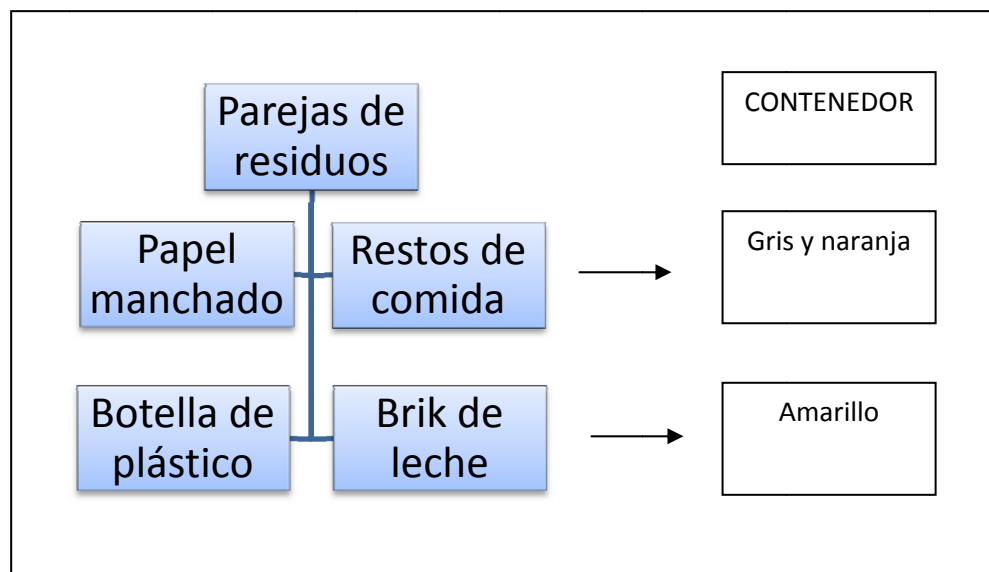 Parejas de
residuos
CONTENEDOR
Papel
manchado
Restos de
comida
Gris y naranja
Botella de
plástico
Brik de
leche
Amarillo